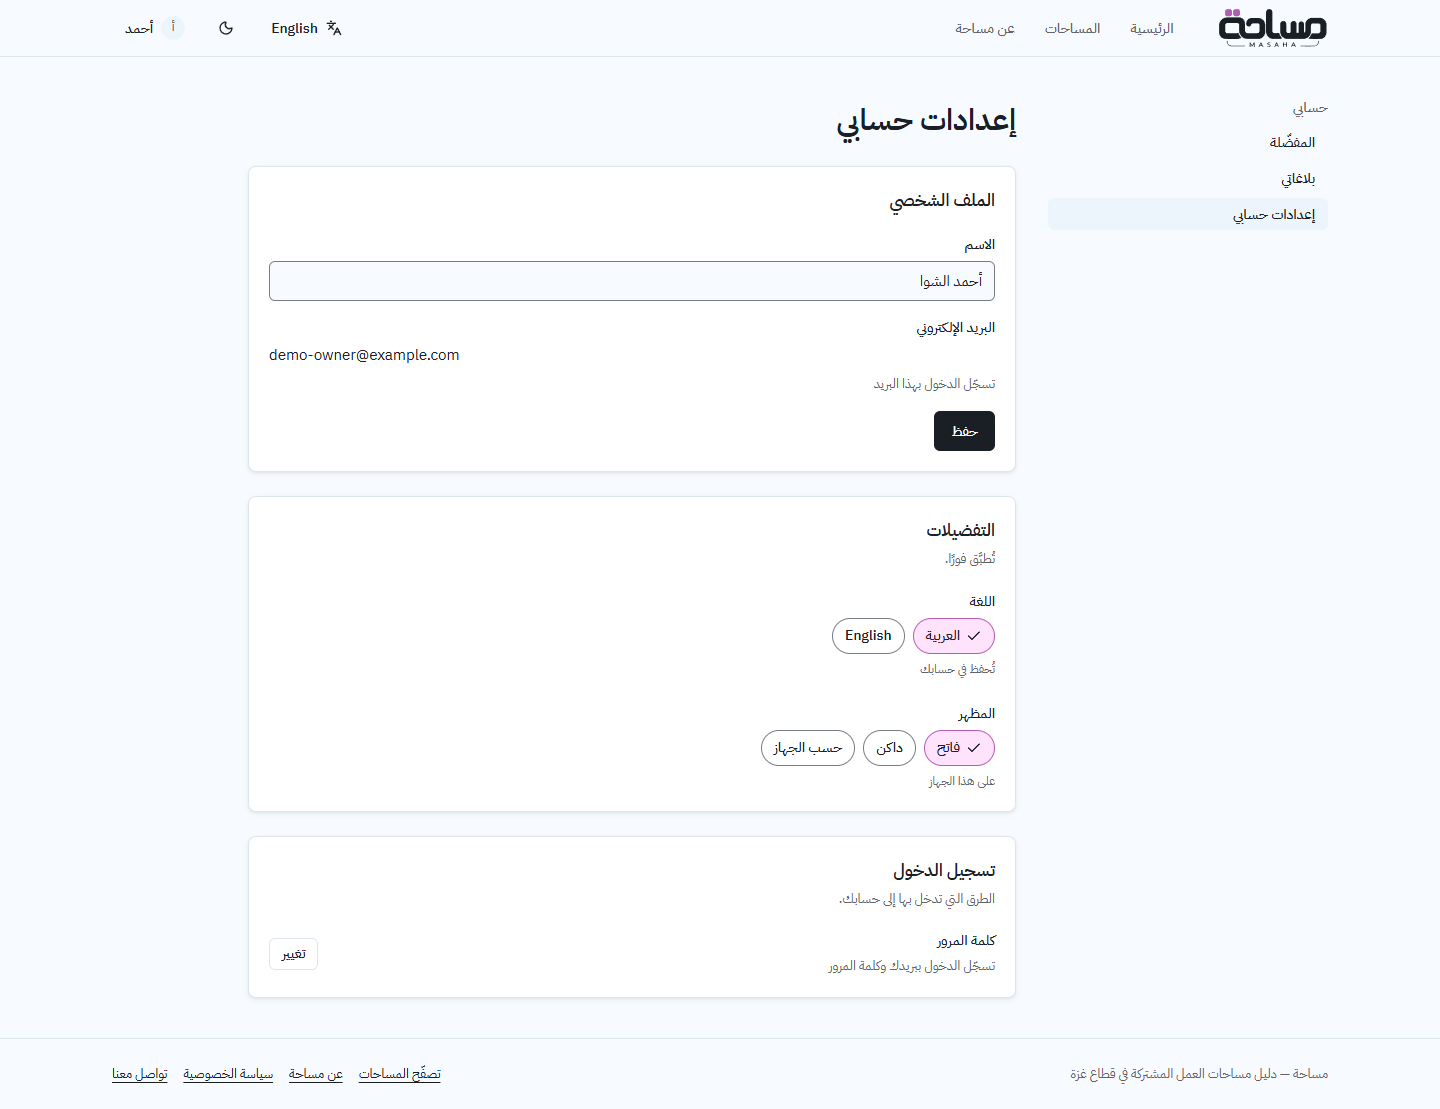 مساحة
MASAHA
الرئيسية
المساحات
عن مساحة
English
أ
أحمد
حسابي
المفضّلة
بلاغاتي
إعدادات حسابي
إعدادات حسابي
الملف الشخصي
الاسم
أحمد الشوا
البريد الإلكتروني
demo-owner@example.com
تسجّل الدخول بهذا البريد
حفظ
التفضيلات
تُطبَّق فورًا.
اللغة
العربية
English
تُحفظ في حسابك
المظهر
فاتح
داكن
حسب الجهاز
على هذا الجهاز
تسجيل الدخول
الطرق التي تدخل بها إلى حسابك.
كلمة المرور
تسجّل الدخول ببريدك وكلمة المرور
تغيير
مساحة — دليل مساحات العمل المشتركة في قطاع غزة
تصفّح المساحات
عن مساحة
سياسة الخصوصية
تواصل معنا